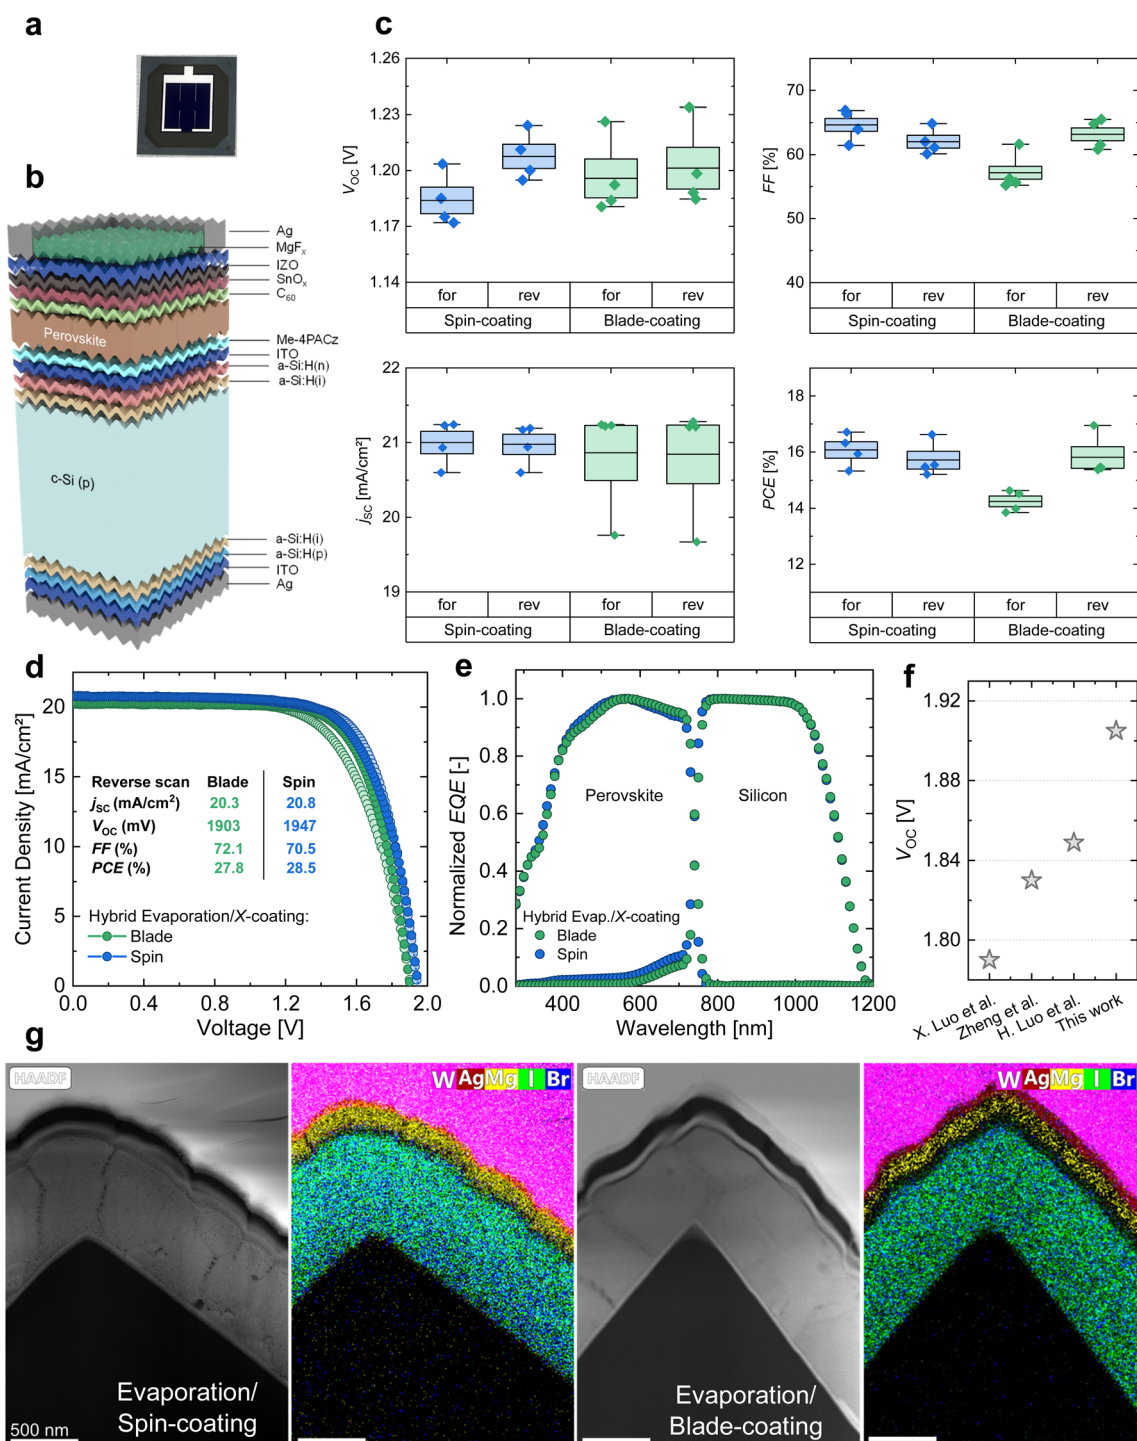 a
b
Ag
MgFₓ
IZO
SnOₓ
C₆₀
Perovskite
Me-4PACz
ITO
a-Si:H(n)
a-Si:H(i)
c-Si (p)
a-Si:H(i)
a-Si:H(p)
ITO
Ag
c
V_OC [V]
1.26
1.23
1.20
1.17
1.14
for rev for rev
Spin-coating Blade-coating
FF [%]
70
65
60
55
50
45
40
for rev for rev
Spin-coating Blade-coating
j_SC [mA/cm²]
22
21
20
19
for rev for rev
Spin-coating Blade-coating
PCE [%]
18
16
14
12
for rev for rev
Spin-coating Blade-coating
d
Current Density [mA/cm²]
20
15
10
5
0
Reverse scan Blade Spin
j_SC (mA/cm²) 20.3 20.8
V_OC (mV) 1903 1947
FF (%) 72.1 70.5
PCE (%) 27.8 28.5
Hybrid Evaporation/X-coating:
Blade
Spin
0.0 0.4 0.8 1.2 1.6 2.0
Voltage [V]
e
Normalized EQE [-]
1.0
0.8
0.6
0.4
0.2
0.0
Perovskite Silicon
Hybrid Evap./X-coating
Blade
Spin
400 600 800 1000 1200
Wavelength [nm]
f
V_OC [V]
1.92
1.88
1.84
1.80
X. Luo et al.
Zheng et al.
H. Luo et al.
This work
g
HAADF
Evaporation/
Spin-coating
500 nm
W Ag Mg I Br
HAADF
Evaporation/
Blade-coating
W Ag Mg I Br